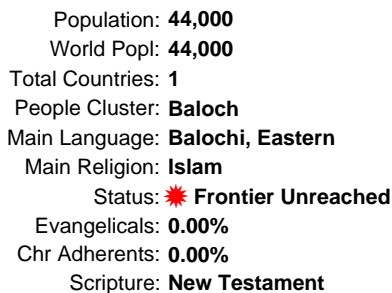 Population: 44,000
World Popl: 44,000
Total Countries: 1
People Cluster: Baloch
Main Language: Balochi, Eastern
Main Religion: Islam
Status: Frontier Unreached
Evangelicals: 0.00%
Chr Adherents: 0.00%
Scripture: New Testament